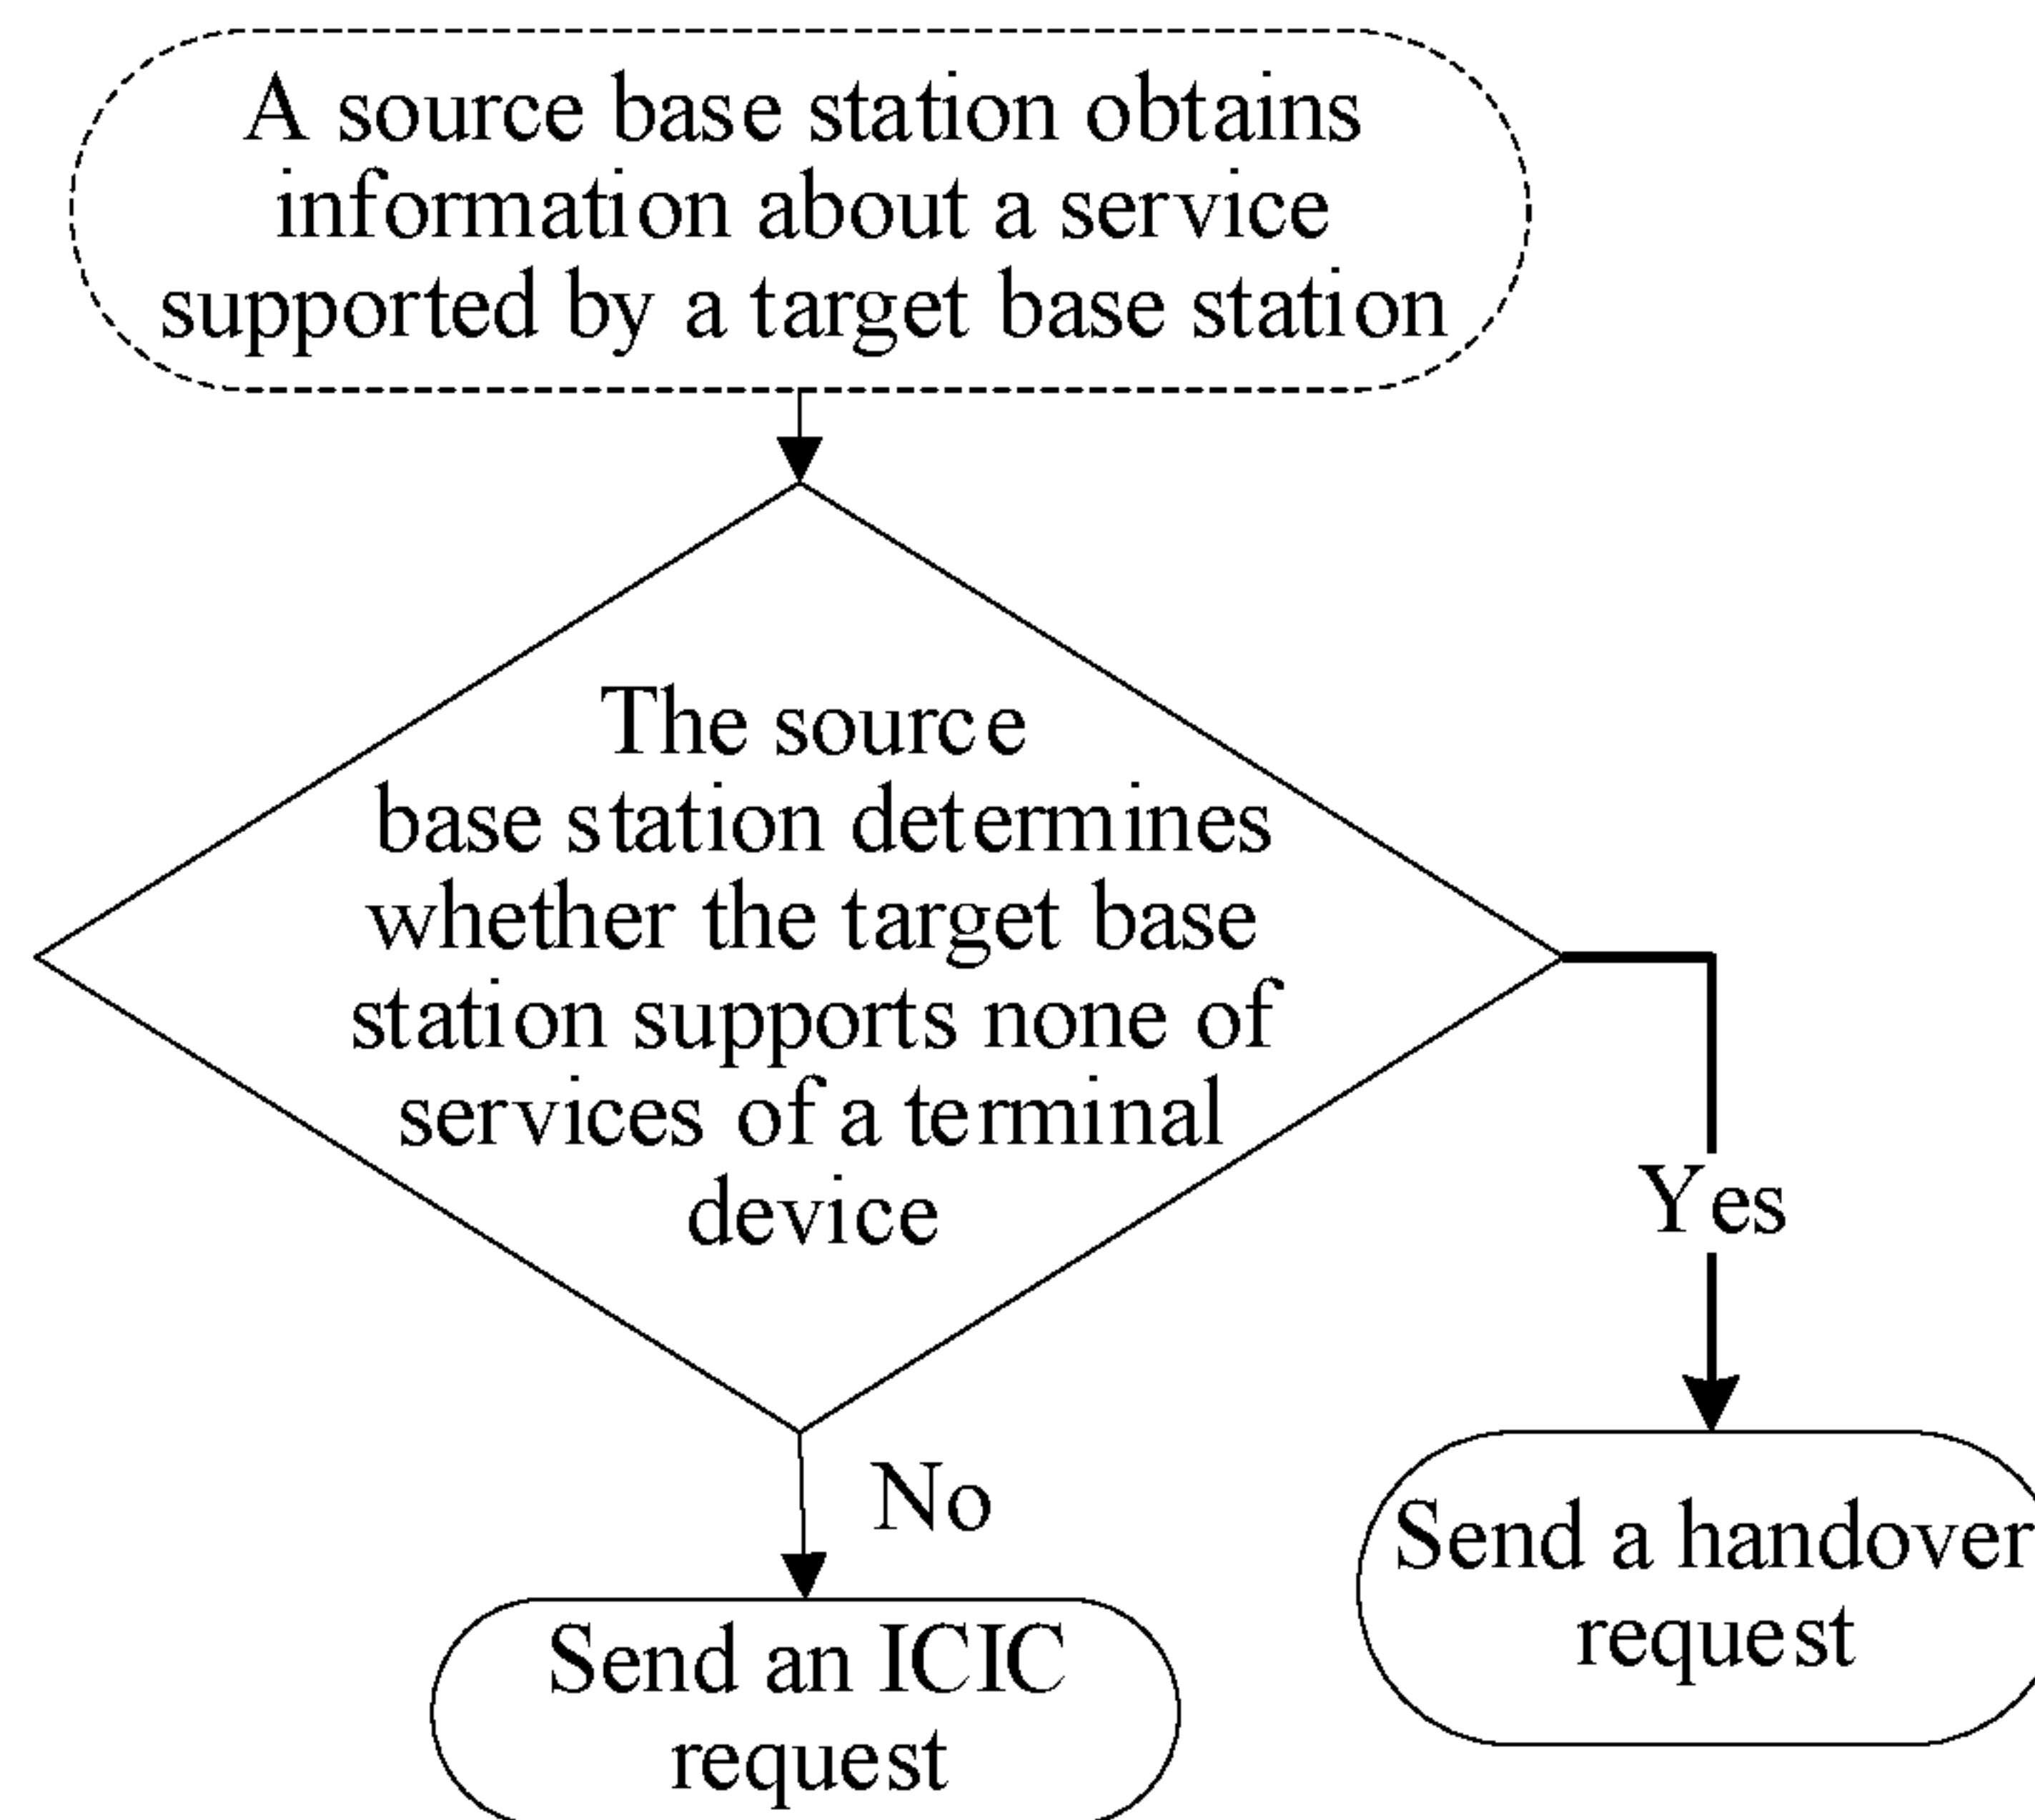 A source base station obtains
information about a service
supported by a target base station
The source
base station determines
whether the target base
station supports none of
services of a terminal
device
Yes
No
Send a handover
request
Send an ICIC
request